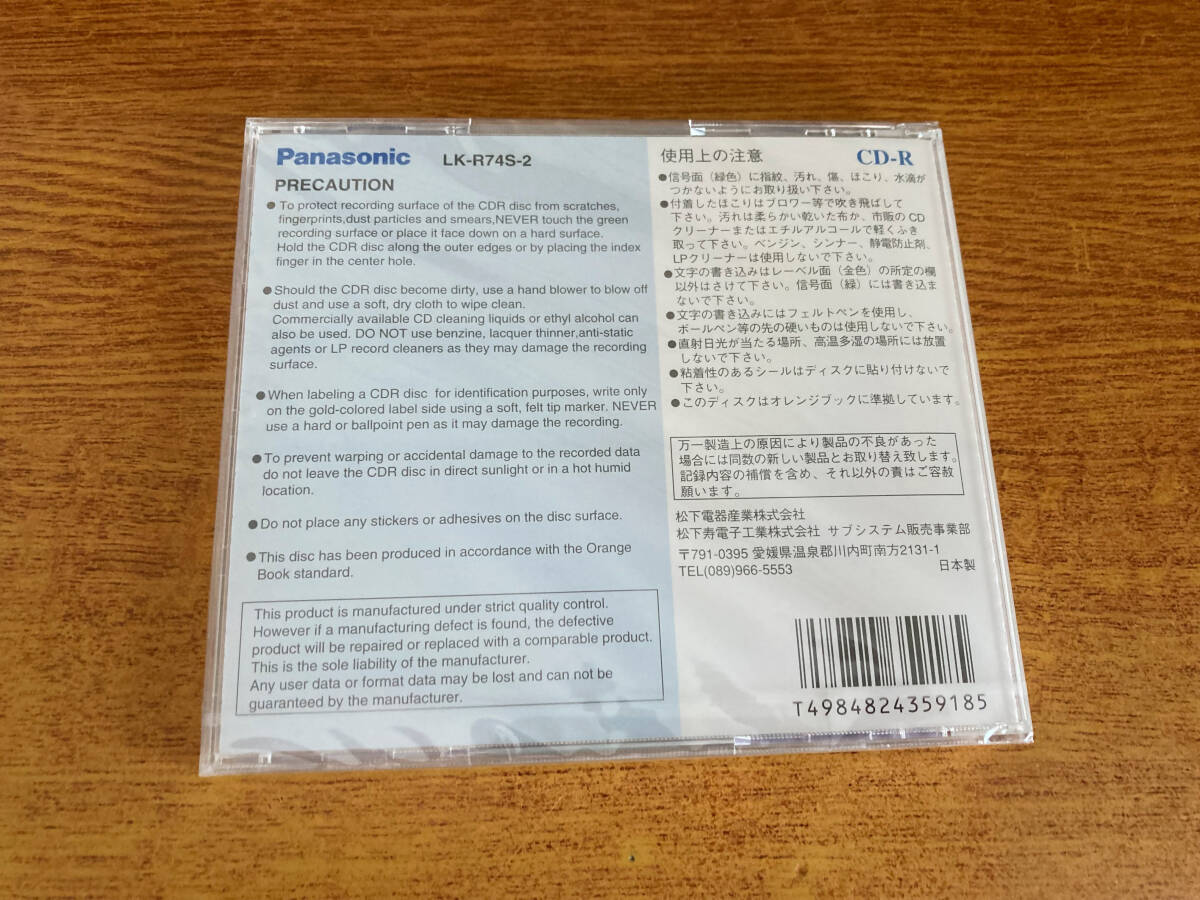 Panasonic LK-R74S-2
PRECAUTION
● To protect recording surface of the CDR disc from scratches,
fingerprints,dust particles and smears,NEVER touch the green
recording surface or place it face down on a hard surface.
Hold the CDR disc along the outer edges or by placing the index
finger in the center hole.
● Should the CDR disc become dirty, use a hand blower to blow off
dust and use a soft, dry cloth to wipe clean.
Commercially available CD cleaning liquids or ethyl alcohol can
also be used. DO NOT use benzine, lacquer thinner,anti-static
agents or LP record cleaners as they may damage the recording
surface.
● When labeling a CDR disc for identification purposes, write only
on the gold-colored label side using a soft, felt tip marker. NEVER
use a hard or ballpoint pen as it may damage the recording.
● To prevent warping or accidental damage to the recorded data
do not leave the CDR disc in direct sunlight or in a hot humid
location.
● Do not place any stickers or adhesives on the disc surface.
● This disc has been produced in accordance with the Orange
Book standard.
This product is manufactured under strict quality control.
However if a manufacturing defect is found, the defective
product will be repaired or replaced with a comparable product.
This is the sole liability of the manufacturer.
Any user data or format data may be lost and can not be
guaranteed by the manufacturer.
使用上の注意 CD-R
●信号面（緑色）に指紋、汚れ、傷、ほこり、水滴が
つかないようにお取り扱い下さい。
●付着したほこりはブロワー等で吹き飛ばして
下さい。汚れは柔らかい乾いた布か、市販のCD
クリーナーまたはエチルアルコールで軽くふき
取って下さい。ベンジン、シンナー、静電防止剤、
LPクリーナーは使用しないで下さい。
●文字の書き込みはレーベル面（金色）の所定の欄
以外はさけて下さい。信号面（緑）には書き込ま
ないで下さい。
●文字の書き込みにはフェルトペンを使用し、
ボールペン等の先の硬いものは使用しないで下さい。
●直射日光が当たる場所、高温多湿の場所には放置
しないで下さい。
●粘着性のあるシールはディスクに貼り付けないで
下さい。
●このディスクはオレンジブックに準拠しています。
万一製造上の原因により製品の不良があった
場合には同数の新しい製品とお取り替え致します。
記録内容の補償を含め、それ以外の責はご容赦
願います。
松下電器産業株式会社
松下寿電子工業株式会社 サブシステム販売事業部
〒791-0395 愛媛県温泉郡川内町南方2131-1
TEL(089)966-5553 日本製
T4984824359185